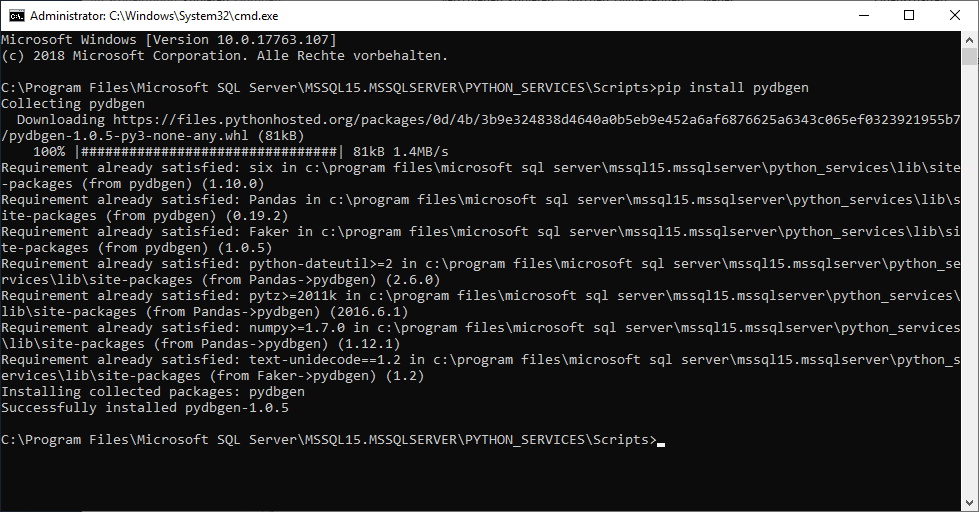 Administrator: C:\Windows\System32\cmd.exe
Microsoft Windows [Version 10.0.17763.107]
(c) 2018 Microsoft Corporation. Alle Rechte vorbehalten.
C:\Program Files\Microsoft SQL Server\MSSQL15.MSSQLSERVER\PYTHON_SERVICES\Scripts>pip install pydbgen
Collecting pydbgen
  Downloading https://files.pythonhosted.org/packages/0d/4b/3b9e324838d4640a0b5eb9e452a6af6876625a6343c065ef0323921955b7
/pydbgen-1.0.5-py3-none-any.whl (81kB)
    100% |################################| 81kB 1.4MB/s
Requirement already satisfied: six in c:\program files\microsoft sql server\mssql15.mssqlserver\python_services\lib\site
-packages (from pydbgen) (1.10.0)
Requirement already satisfied: Pandas in c:\program files\microsoft sql server\mssql15.mssqlserver\python_services\lib\s
ite-packages (from pydbgen) (0.19.2)
Requirement already satisfied: Faker in c:\program files\microsoft sql server\mssql15.mssqlserver\python_services\lib\si
te-packages (from pydbgen) (1.0.5)
Requirement already satisfied: python-dateutil>=2 in c:\program files\microsoft sql server\mssql15.mssqlserver\python_se
rvices\lib\site-packages (from Pandas->pydbgen) (2.6.0)
Requirement already satisfied: pytz>=2011k in c:\program files\microsoft sql server\mssql15.mssqlserver\python_services\
lib\site-packages (from Pandas->pydbgen) (2016.6.1)
Requirement already satisfied: numpy>=1.7.0 in c:\program files\microsoft sql server\mssql15.mssqlserver\python_services
\lib\site-packages (from Pandas->pydbgen) (1.12.1)
Requirement already satisfied: text-unidecode==1.2 in c:\program files\microsoft sql server\mssql15.mssqlserver\python_s
ervices\lib\site-packages (from Faker->pydbgen) (1.2)
Installing collected packages: pydbgen
Successfully installed pydbgen-1.0.5
C:\Program Files\Microsoft SQL Server\MSSQL15.MSSQLSERVER\PYTHON_SERVICES\Scripts>